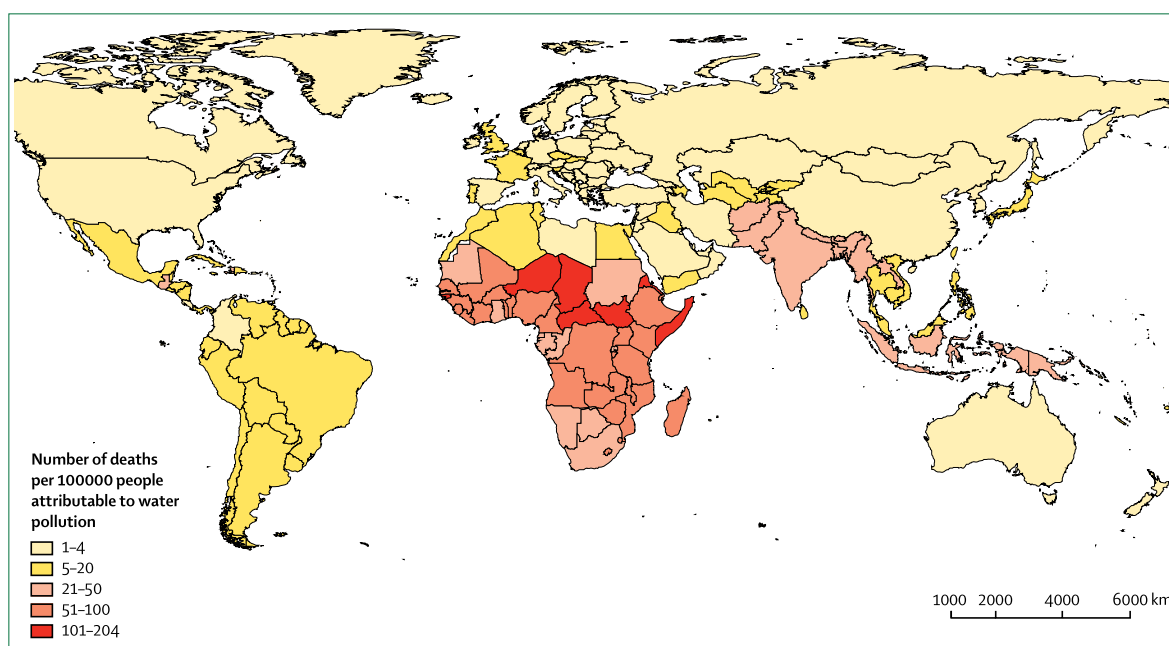 Number of deaths
per 100000 people
attributable to water
pollution
1–4
5–20
21–50
51–100
101–204
1000 2000 4000 6000 km